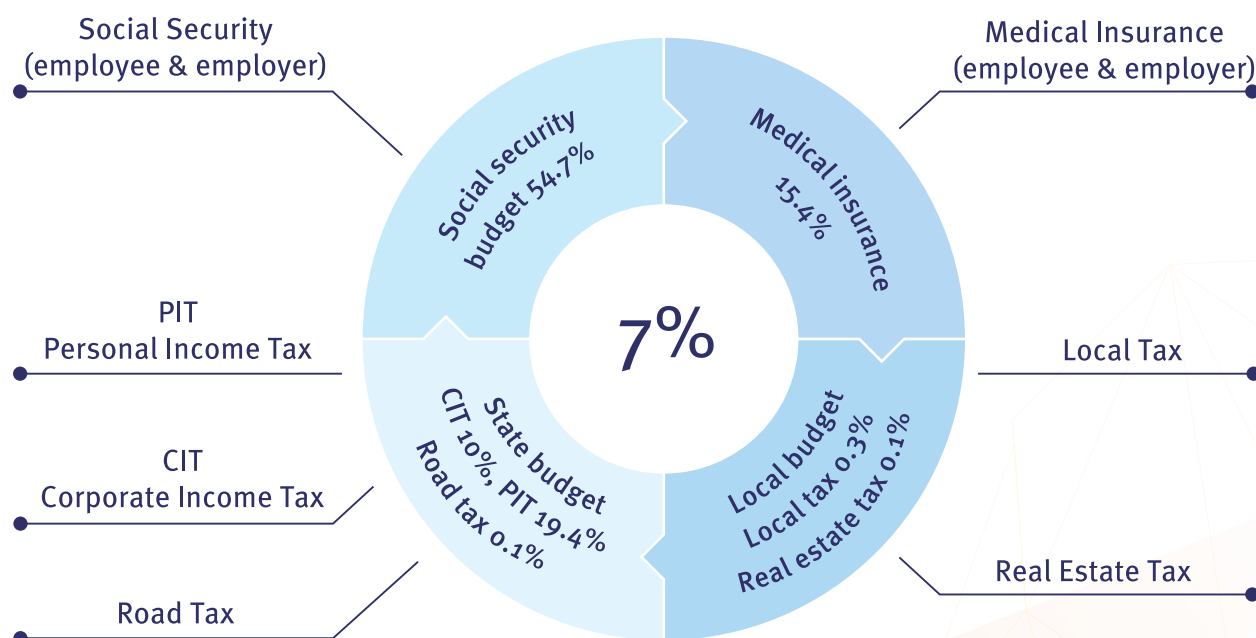 Social Security
(employee & employer)
Medical Insurance
(employee & employer)
Social security
budget 54.7%
Medical insurance
15.4%
7%
PIT
Personal Income Tax
Local Tax
State budget
CIT 10%, PIT 19.4%
Road tax 0.1%
Local budget
Local tax 0.3%
Real estate tax 0.1%
CIT
Corporate Income Tax
Real Estate Tax
Road Tax